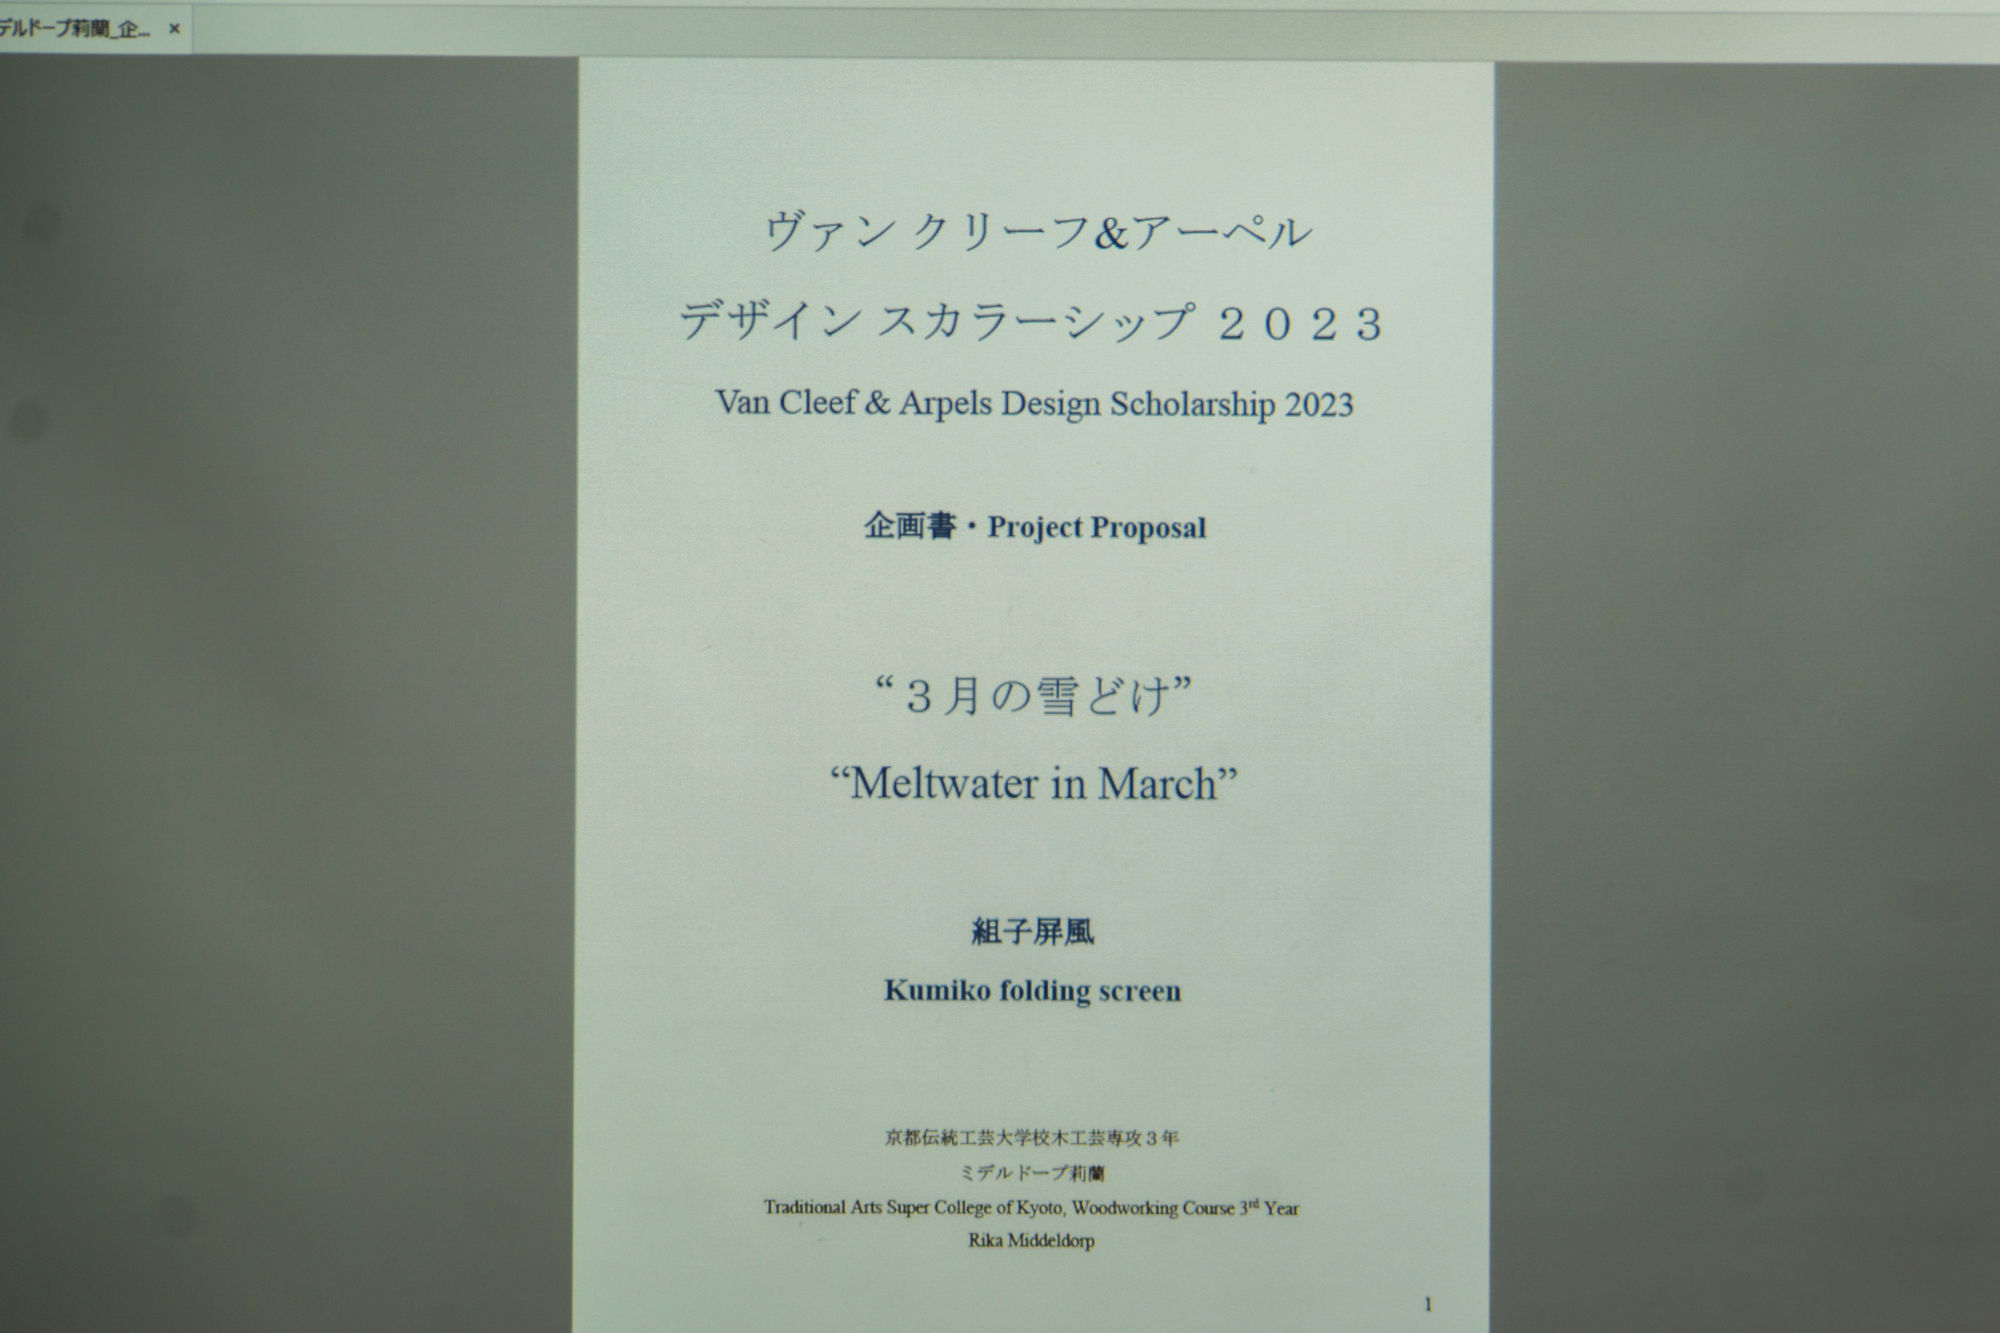 デルドープ莉蘭_企... ×
ヴァン クリーフ&アーペル
デザイン スカラーシップ ２０２３
Van Cleef & Arpels Design Scholarship 2023
企画書・Project Proposal
“３月の雪どけ”
“Meltwater in March”
組子屏風
Kumiko folding screen
京都伝統工芸大学校木工芸専攻３年
ミデルドープ莉蘭
Traditional Arts Super College of Kyoto, Woodworking Course 3rd Year
Rika Middeldorp
1